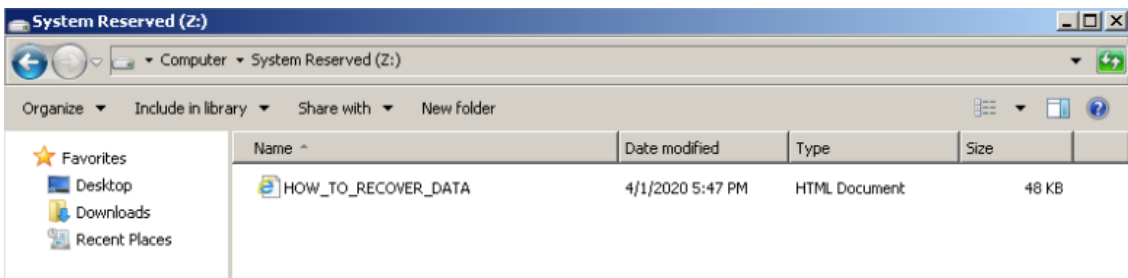 System Reserved (Z:)
Computer System Reserved (Z:)
Organize Include in library Share with New folder
Favorites
Desktop
Downloads
Recent Places
Name Date modified Type Size
HOW_TO_RECOVER_DATA 4/1/2020 5:47 PM HTML Document 48 KB